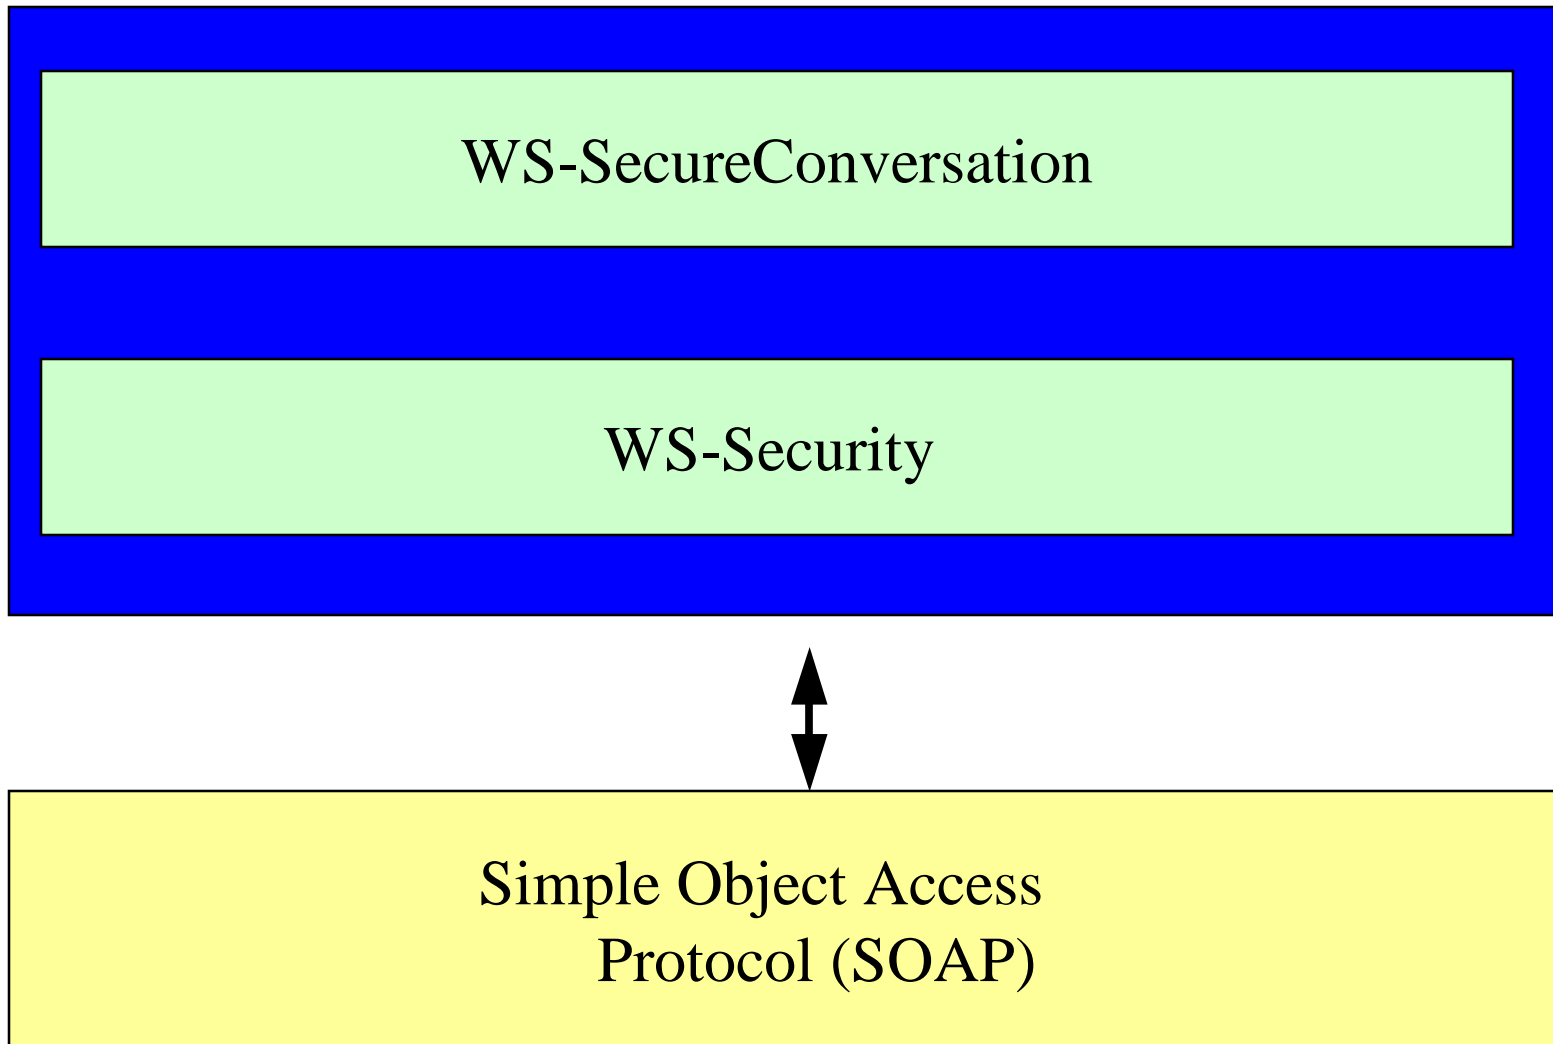 WS-SecureConversation
WS-Security
Simple Object Access
Protocol (SOAP)